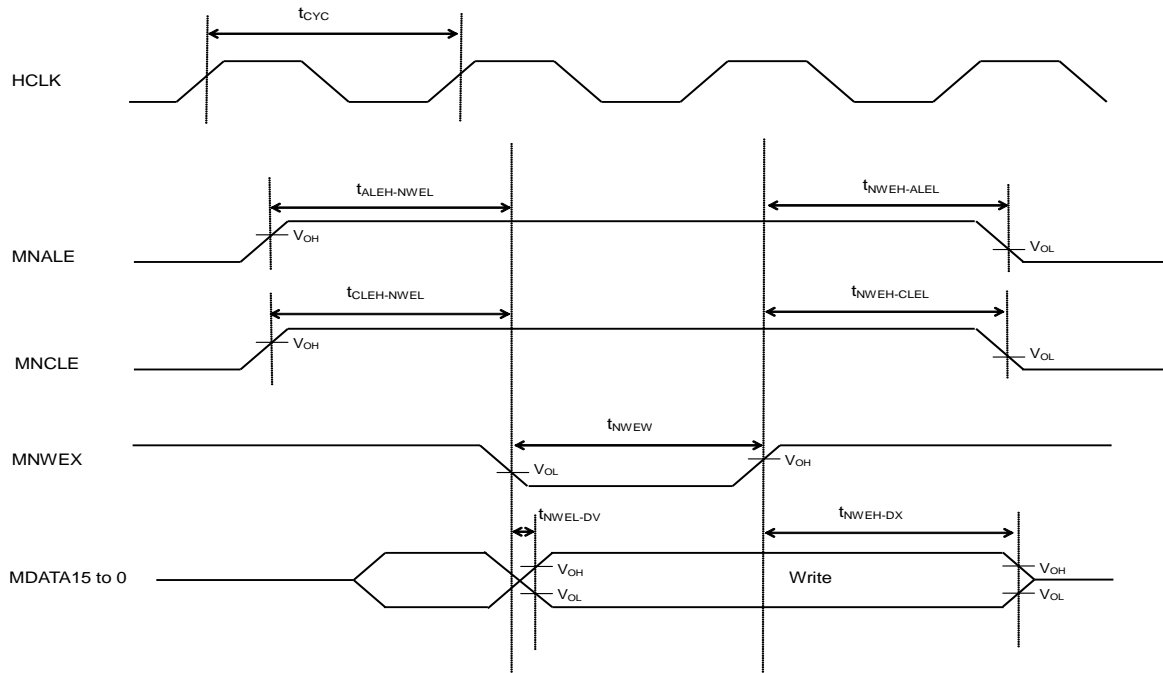 tCYC
HCLK
tALEH-NWEL
tNWEH-ALEL
VOH
VOL
MNALE
tCLEH-NWEL
tNWEH-CLEL
VOH
VOL
MNCLE
tNWEW
MNWEX
VOL
VOH
tNWEL-DV
tNWEH-DX
MDATA15 to 0
VOH
VOL
Write
VOH
VOL